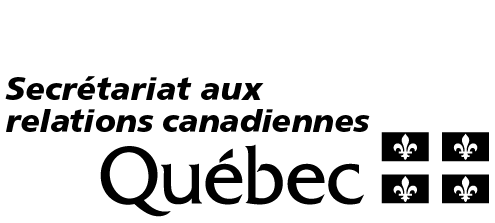 Secrétariat aux
relations canadiennes
Québec